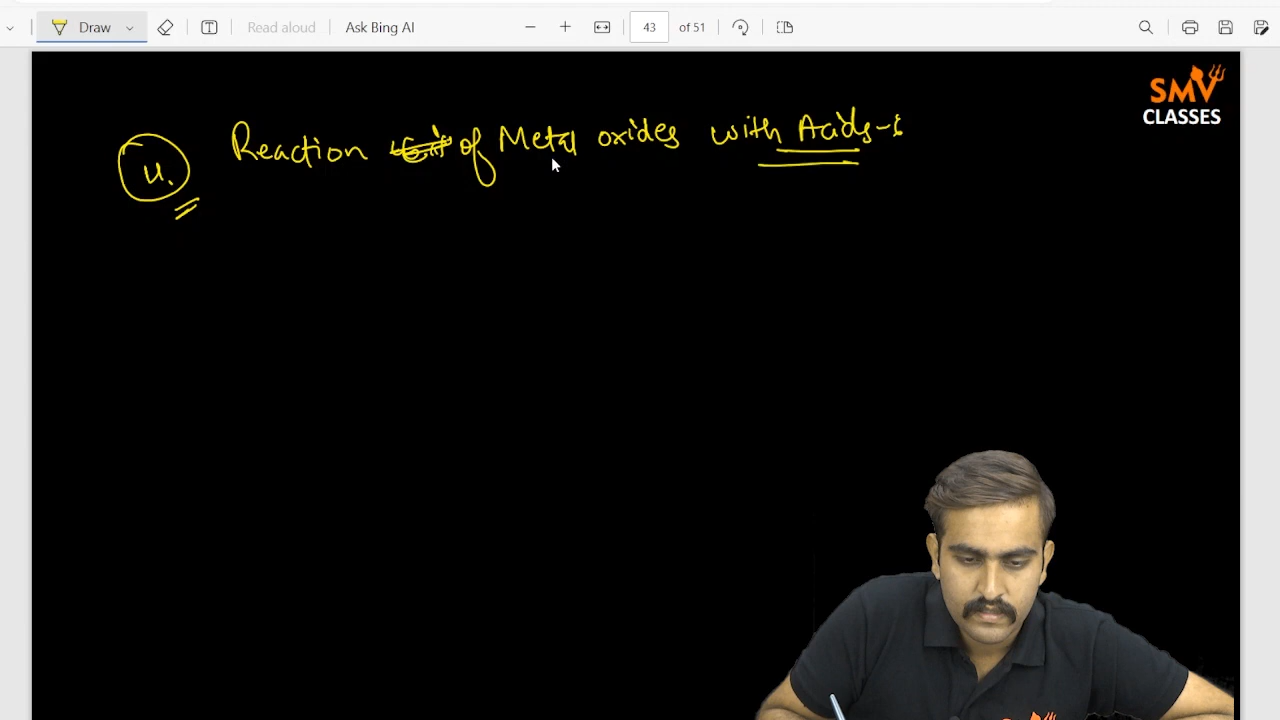 Draw
Read aloud
Ask Bing AI
43 of 51
SMV
CLASSES
4. Reaction of Metal oxides with Acids-